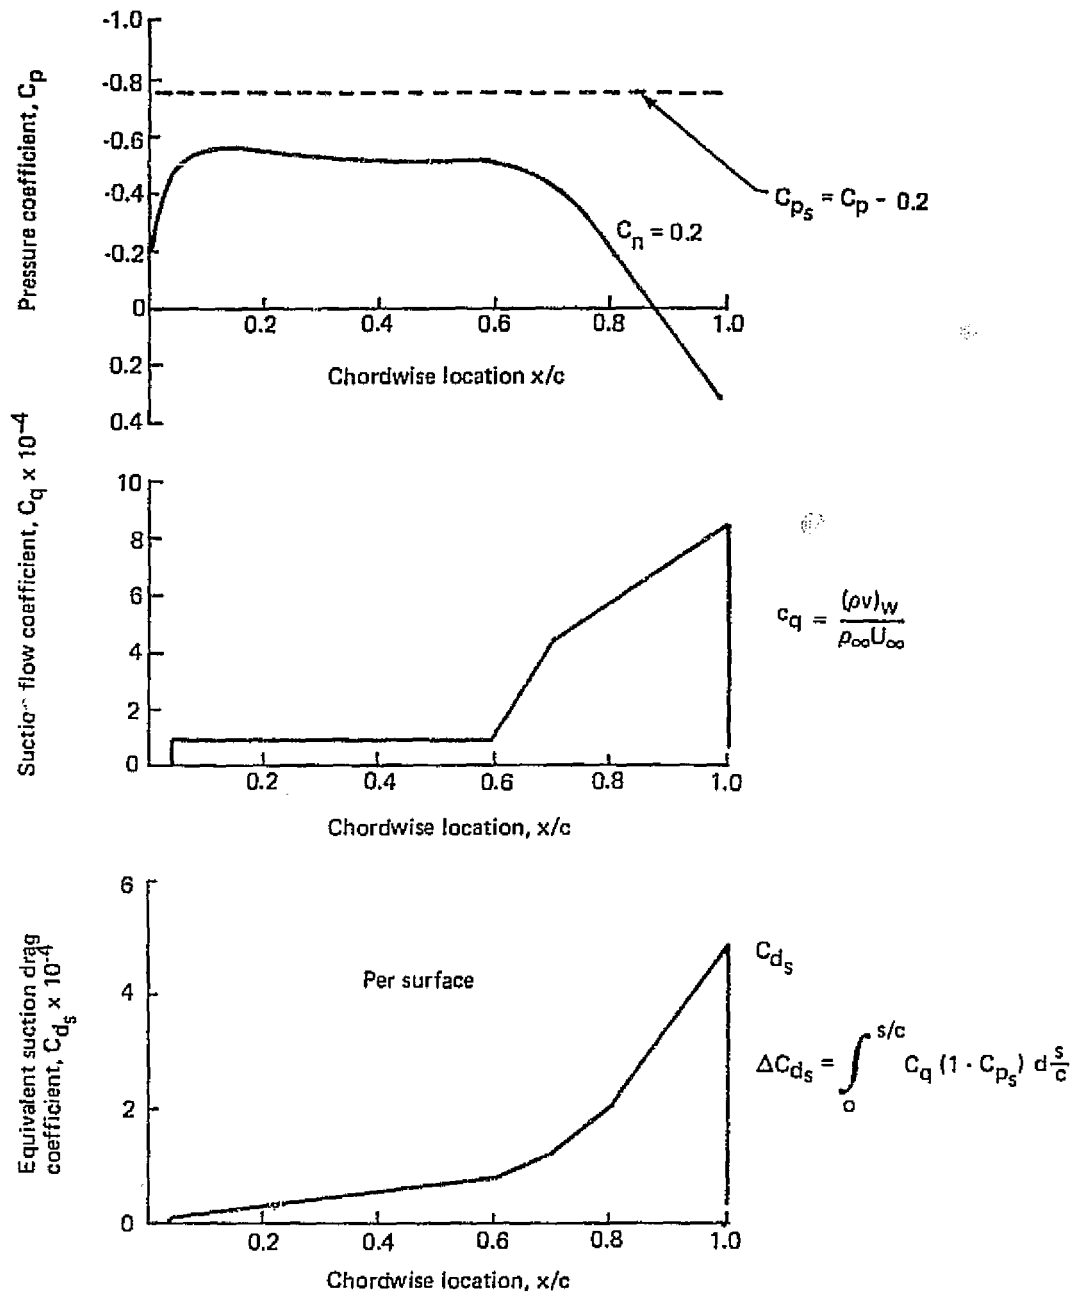 Pressure coefficient, Cp
-1.0
-0.8
-0.6
-0.4
-0.2
0
0.2
0.4
0.2
0.4
0.6
0.8
1.0
Chordwise location x/c
Cps = Cp - 0.2
Cn = 0.2
Suction flow coefficient, Cq x 10-4
10
8
6
4
2
0
0.2
0.4
0.6
0.8
1.0
Chordwise location, x/c
cq = (ρv)w / ρ∞U∞
Equivalent suction drag
coefficient, Cds x 10-4
6
4
2
0
0.2
0.4
0.6
0.8
1.0
Chordwise location, x/c
Per surface
Cds
ΔCds = ∫ o s/c Cq (1 · Cps) d s/c